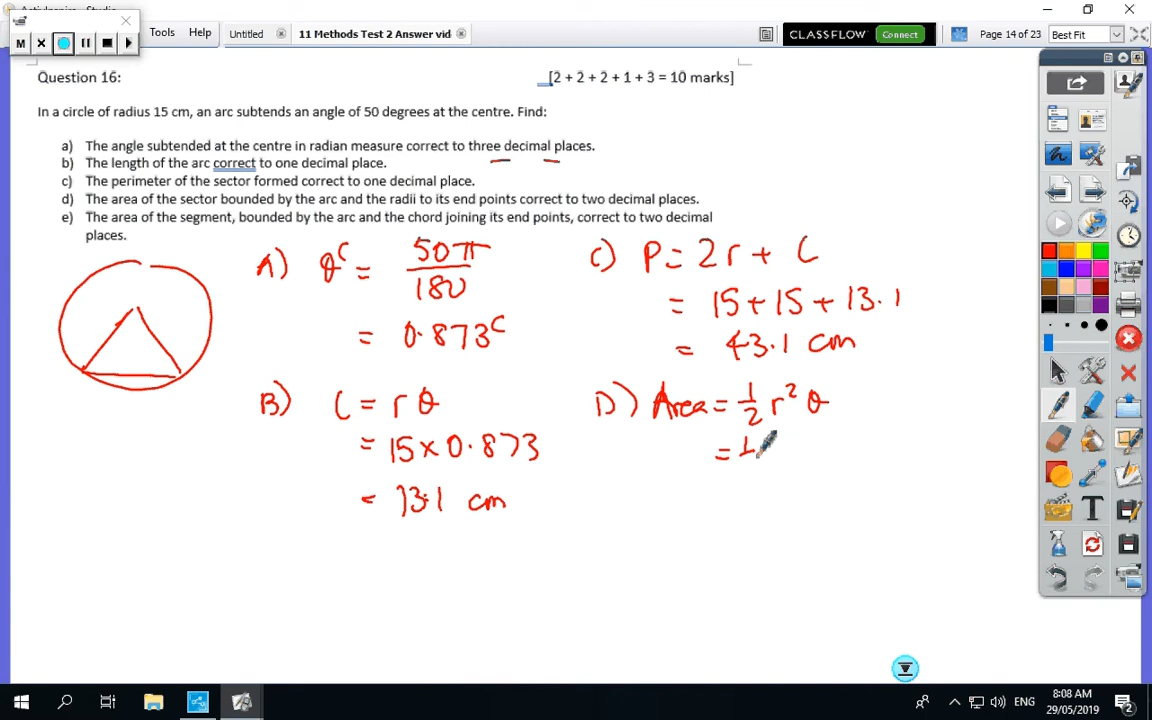 Tools Help Untitled 11 Methods Test 2 Answer vid CLASSFLOW Connect Page 14 of 23 Best Fit
M
Question 16: [2 + 2 + 2 + 1 + 3 = 10 marks]
In a circle of radius 15 cm, an arc subtends an angle of 50 degrees at the centre. Find:
a) The angle subtended at the centre in radian measure correct to three decimal places.
b) The length of the arc correct to one decimal place.
c) The perimeter of the sector formed correct to one decimal place.
d) The area of the sector bounded by the arc and the radii to its end points correct to two decimal places.
e) The area of the segment, bounded by the arc and the chord joining its end points, correct to two decimal
places.
A) θᶜ = 50π/180
= 0.873ᶜ
B) l = rθ
= 15 × 0.873
= 13.1 cm
C) P = 2r + l
= 15 + 15 + 13.1
= 43.1 cm
D) Area = 1/2 r² θ
= 1
ENG 8:08 AM
29/05/2019 2